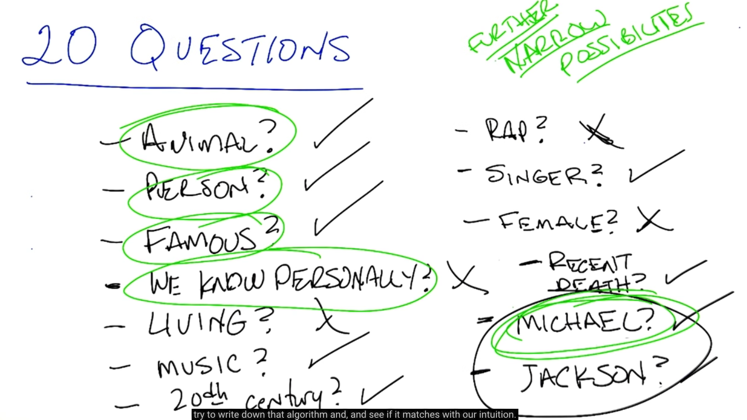 20 QUESTIONS
FURTHER
NARROW
POSSIBILITES
- ANIMAL?
- PERSON?
- FAMOUS?
- WE KNOW PERSONALLY?
- LIVING?
- MUSIC?
- 20th CENTURY?
- RAP?
- SINGER?
- FEMALE?
- RECENT
DEATH?
- MICHAEL?
- JACKSON?
try to write down that algorithm and, and see if it matches with our intuition.